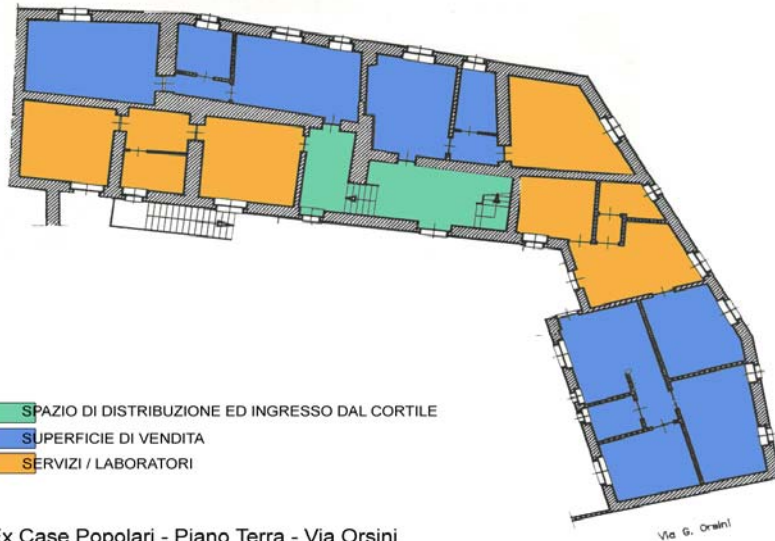 SPAZIO DI DISTRIBUZIONE ED INGRESSO DAL CORTILE
SUPERFICIE DI VENDITA
SERVIZI / LABORATORI
Ex Case Popolari - Piano Terra - Via Orsini
Via G. Orsini